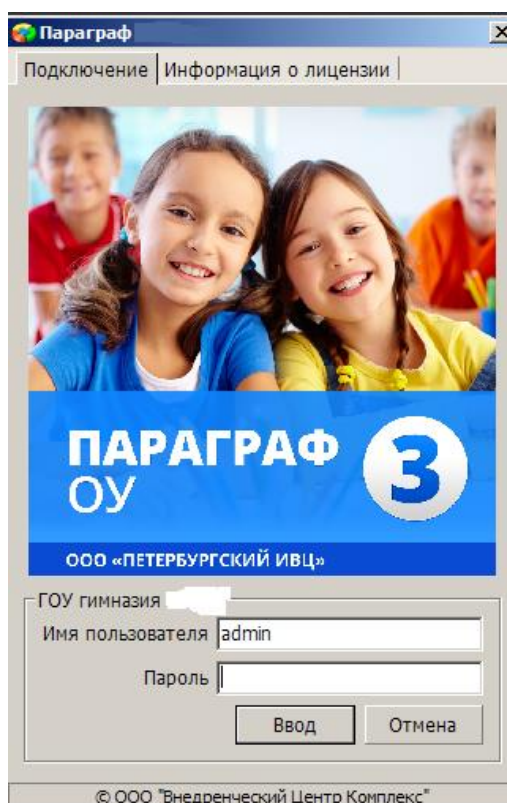 Параграф
Подключение Информация о лицензии
ПАРАГРАФ 3
ОУ
ООО «ПЕТЕРБУРГСКИЙ ИВЦ»
ГОУ гимназия
Имя пользователя admin
Пароль
Ввод Отмена
© ООО "Внедренческий Центр Комплекс"